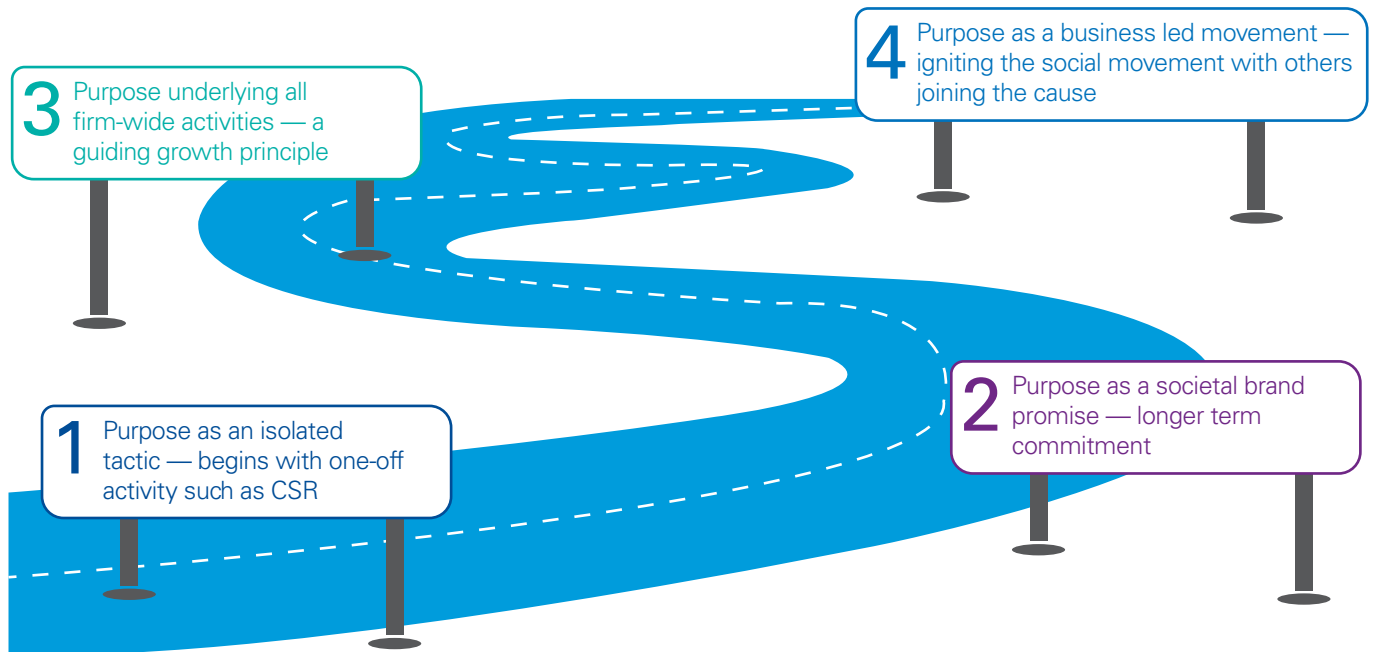 1
Purpose as an isolated
tactic — begins with one-off
activity such as CSR
2
Purpose as a societal brand
promise — longer term
commitment
3
Purpose underlying all
firm-wide activities — a
guiding growth principle
4
Purpose as a business led movement —
igniting the social movement with others
joining the cause